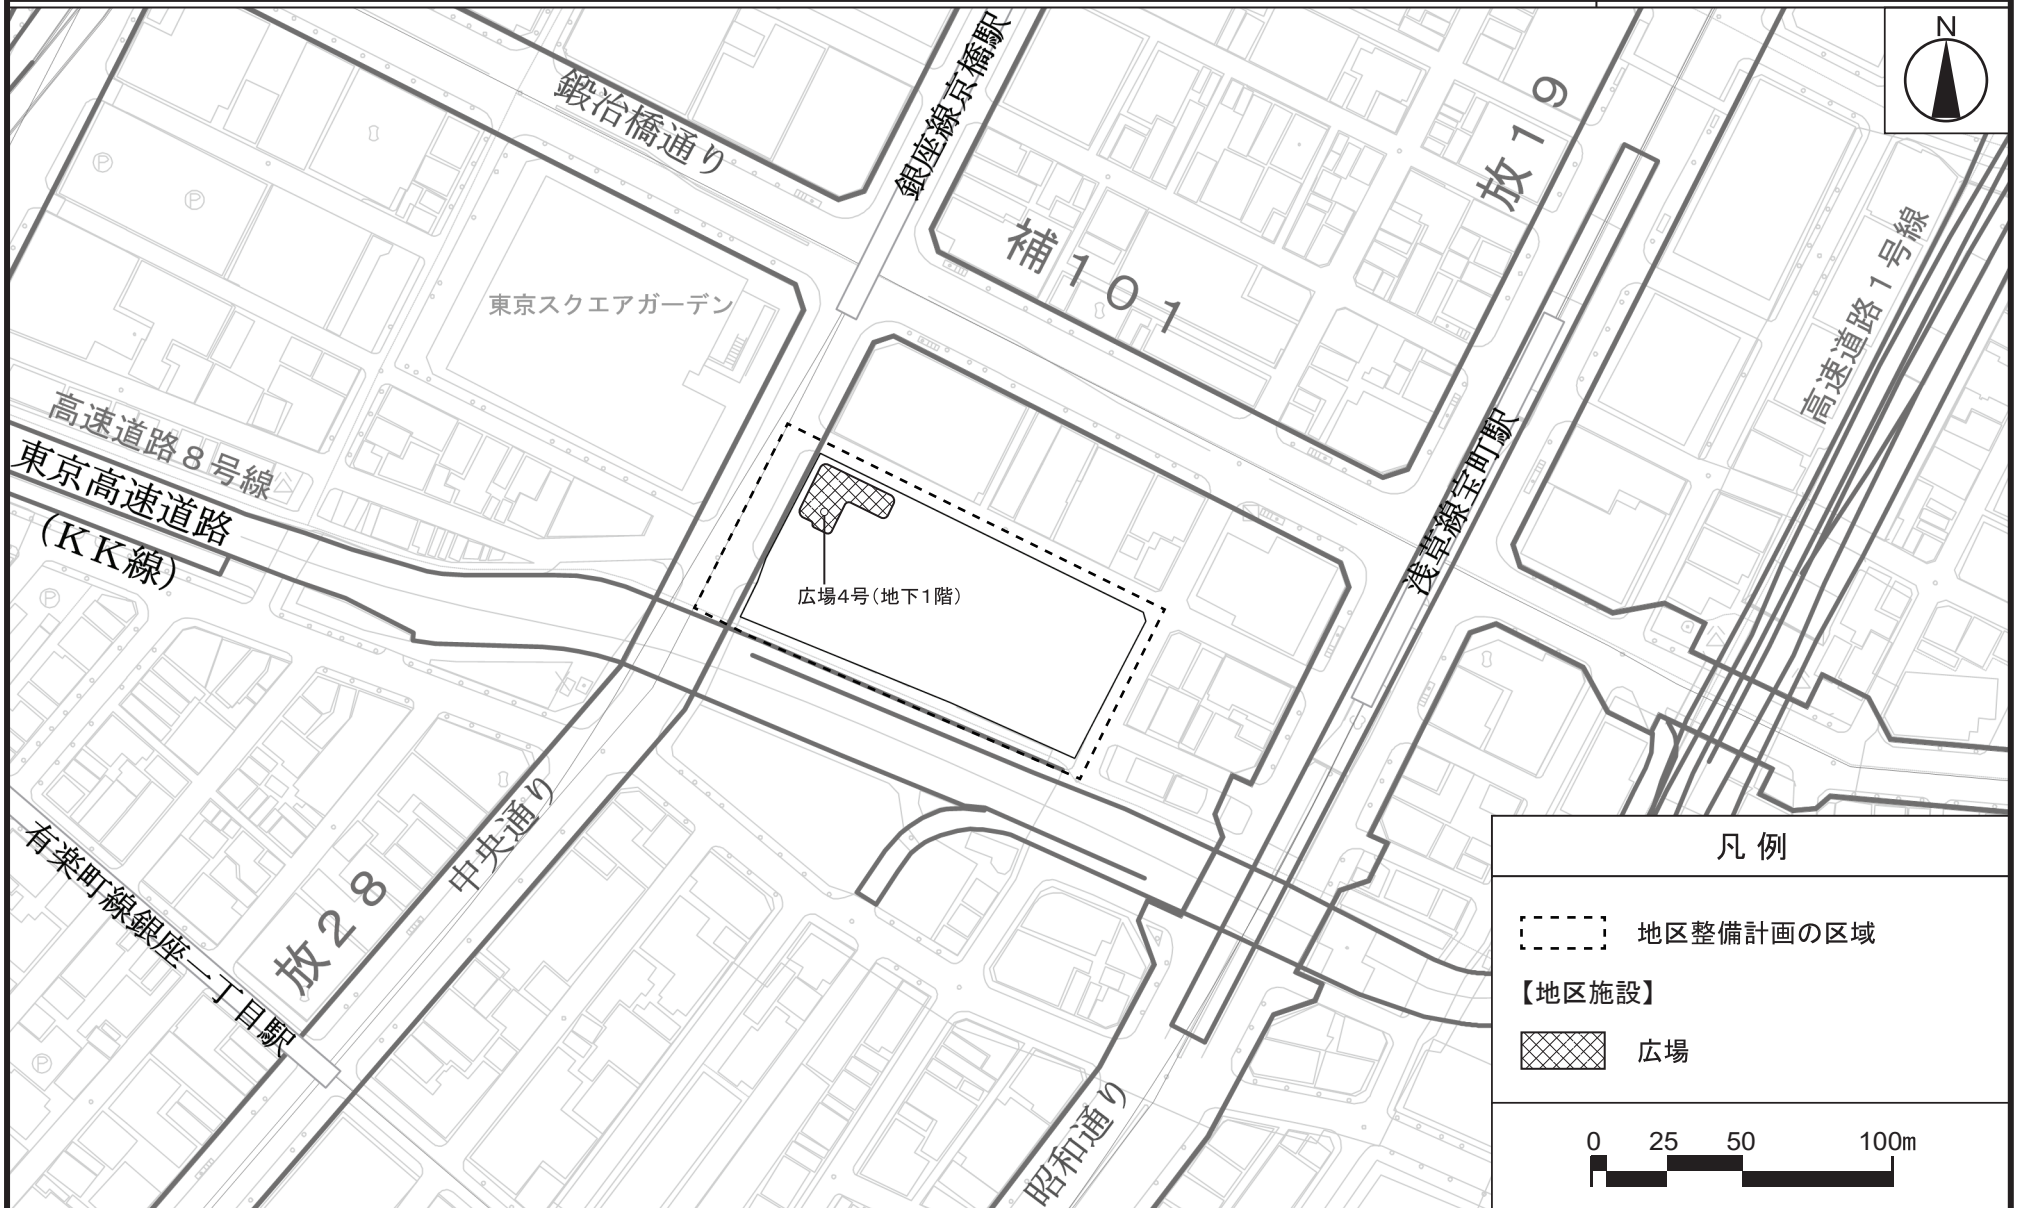 N
鍛冶橋通り
銀座線京橋駅
放19
補101
高速道路1号線
東京スクエアガーデン
P
P
高速道路8号線
東京高速道路
（KK線）
浅草線宝町駅
広場4号（地下1階）
P
有楽町線銀座一丁目駅
中央通り
放28
P
昭和通り
凡例
地区整備計画の区域
【地区施設】
広場
0 25 50 100m